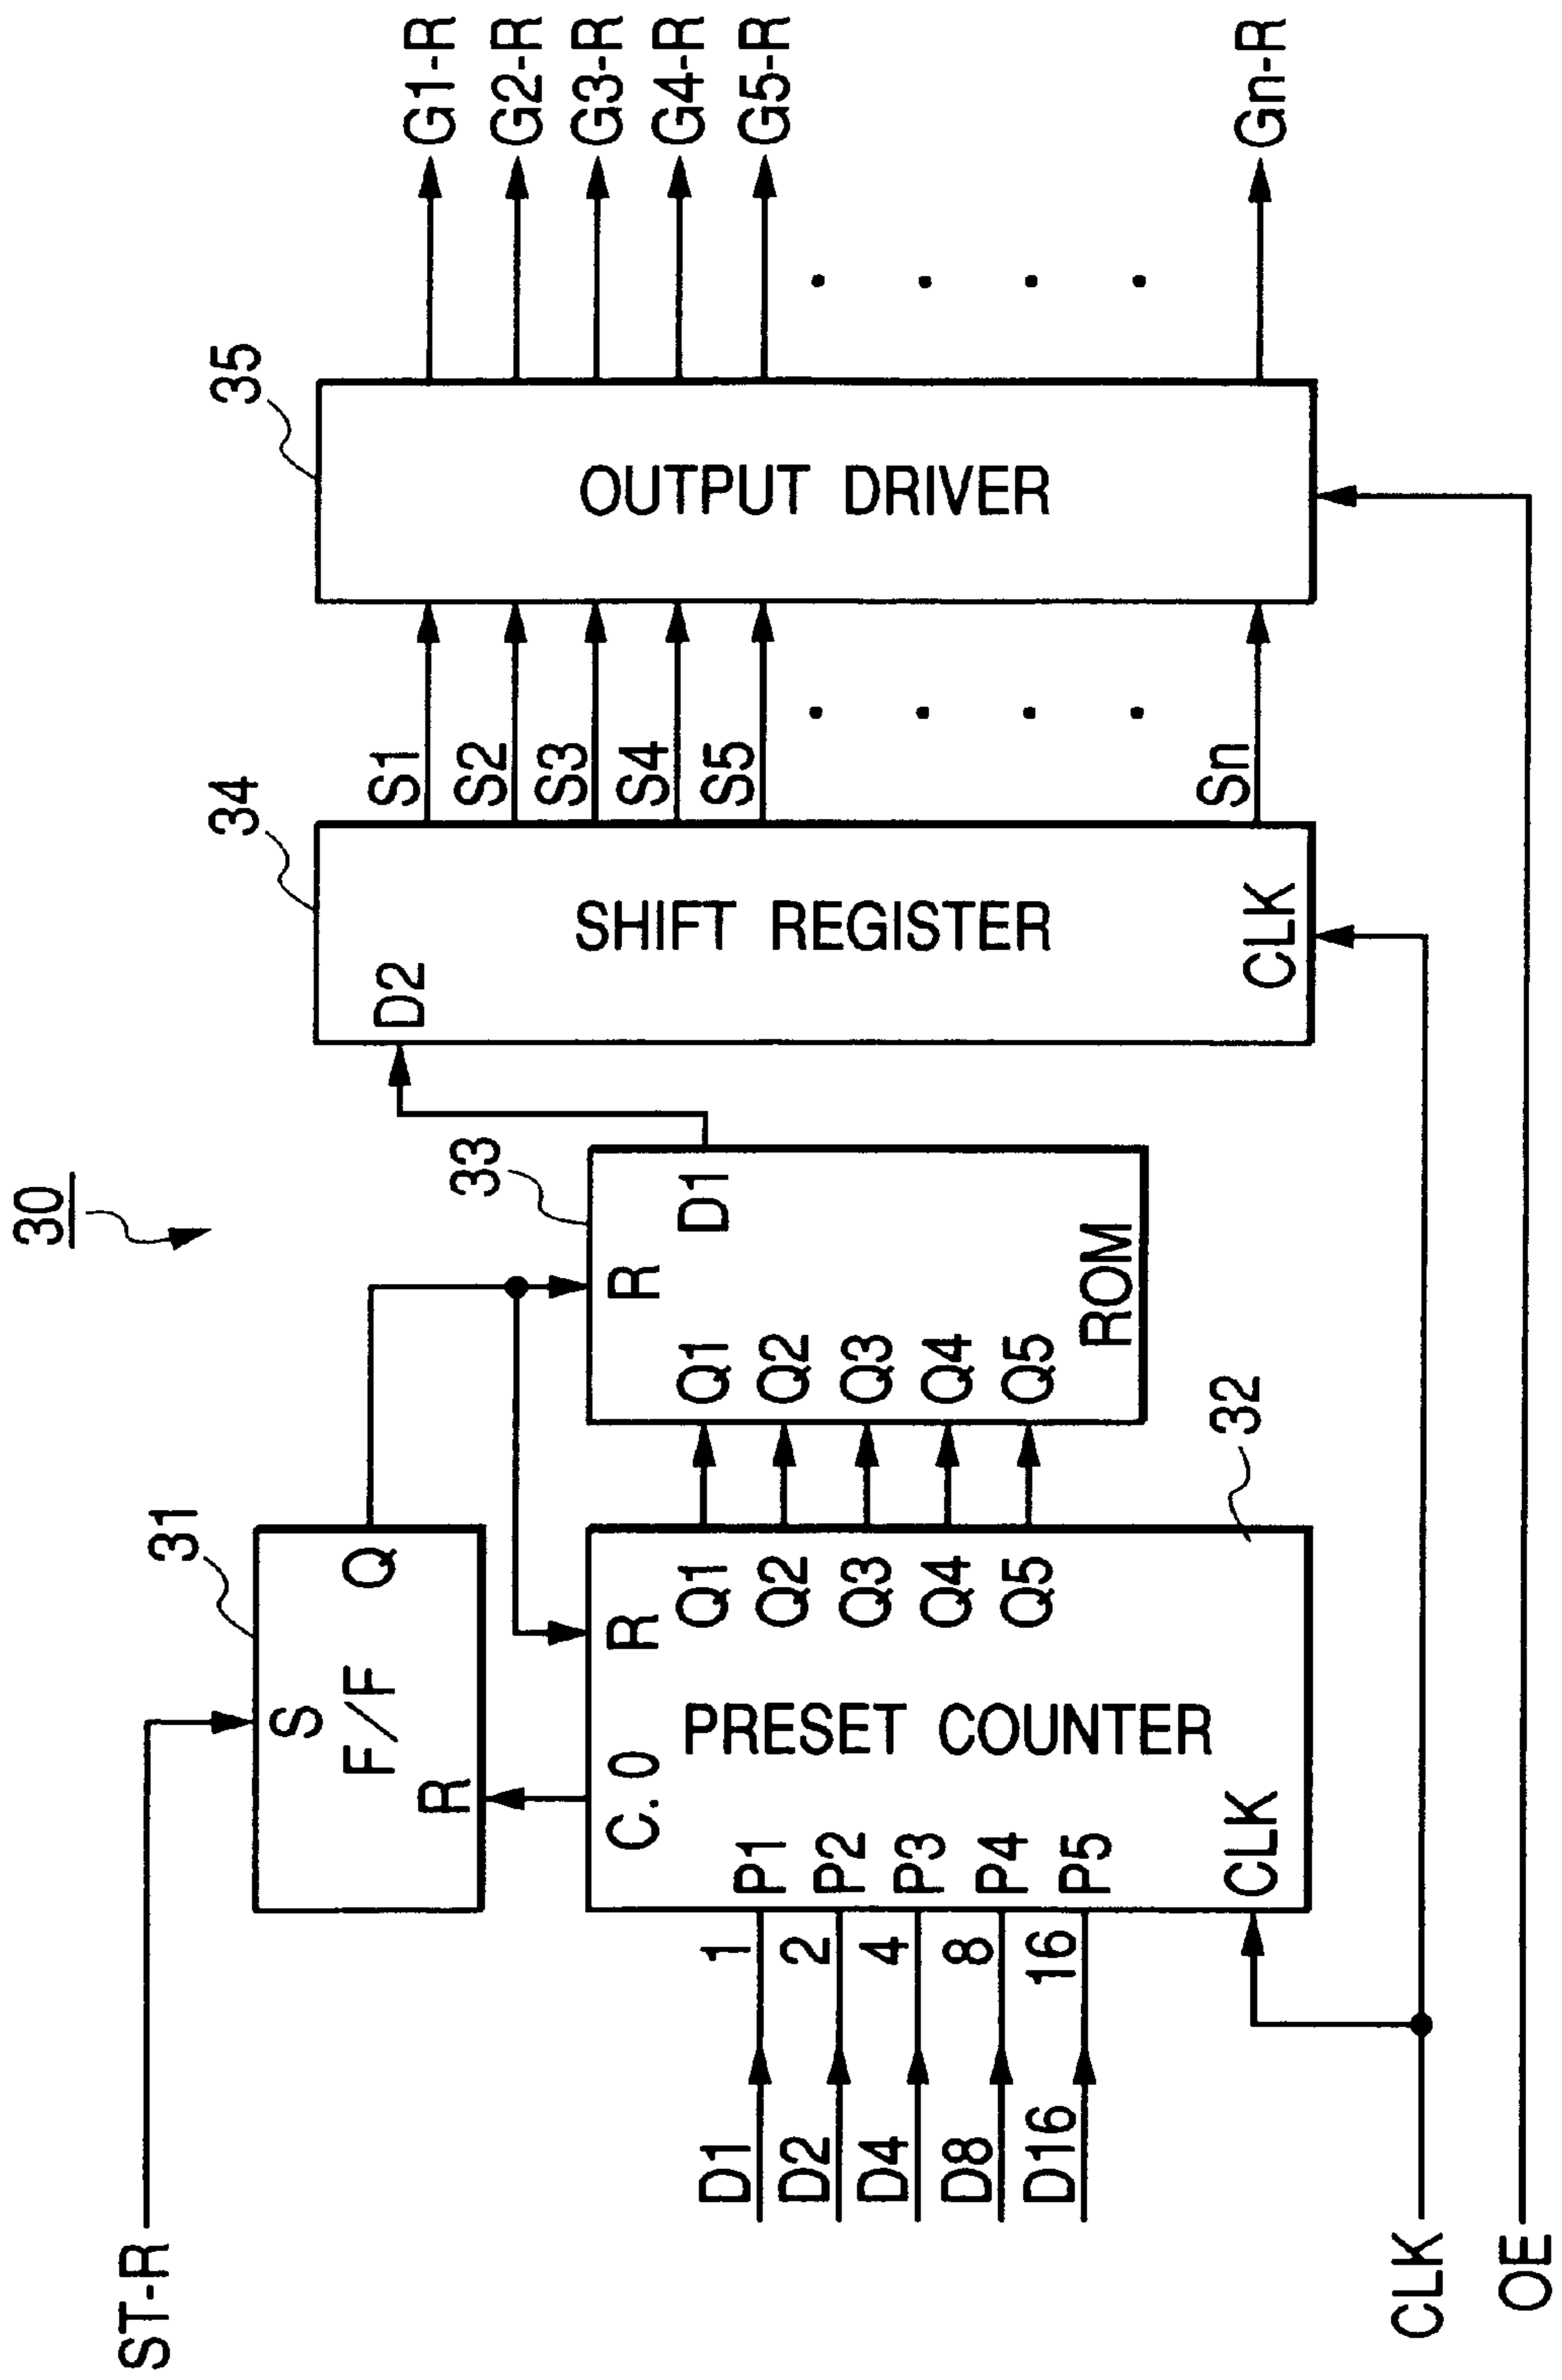 30
ST-R
31
S
F/F
Q
R
33
R
D1
Q1
Q2
Q3
Q4
Q5
ROM
C.O
R
PRESET COUNTER
P1
P2
P3
P4
P5
CLK
Q1
Q2
Q3
Q4
Q5
32
D1
1
D2
2
D4
4
D8
8
D16
16
34
D2
SHIFT REGISTER
CLK
S1
S2
S3
S4
S5
Sn
35
OUTPUT DRIVER
G1-R
G2-R
G3-R
G4-R
G5-R
Gn-R
CLK
OE